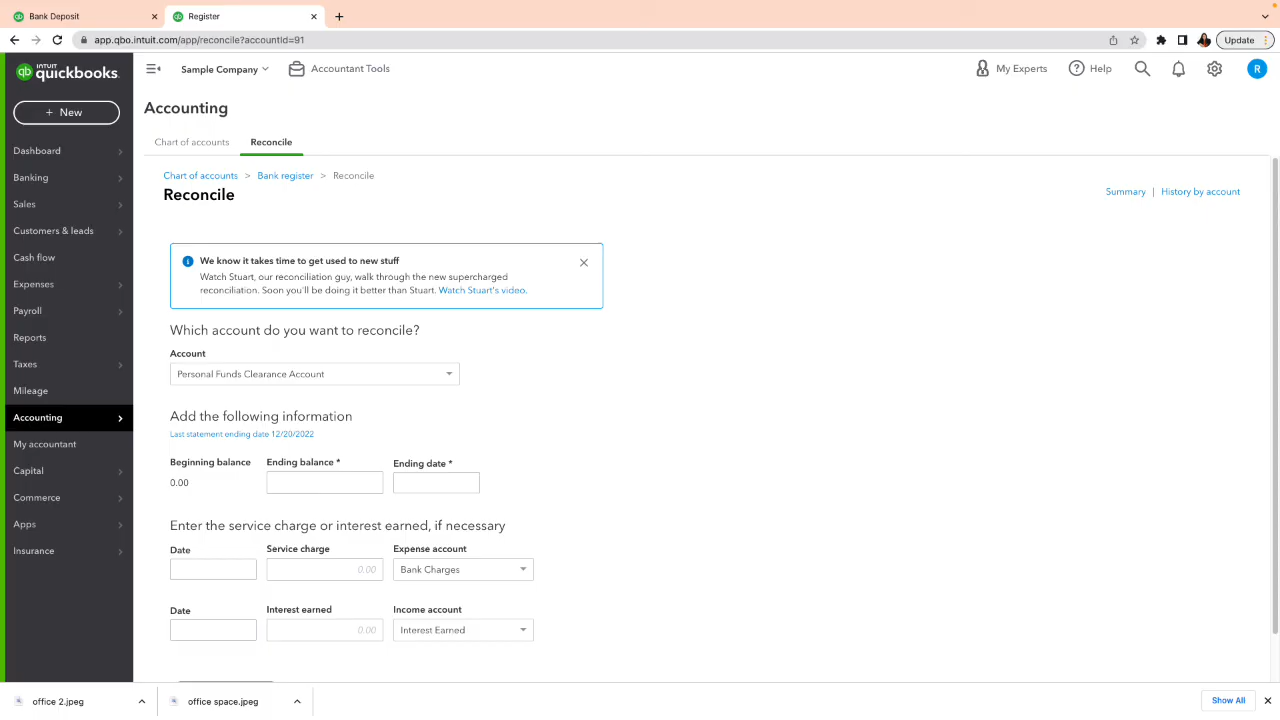 Bank Deposit
Register
app.qbo.intuit.com/app/reconcile?accountId=91
Update
INTUIT
quickbooks
Sample Company
Accountant Tools
My Experts
Help
R
+ New
Dashboard
Banking
Sales
Customers & leads
Cash flow
Expenses
Payroll
Reports
Taxes
Mileage
Accounting
My accountant
Capital
Commerce
Apps
Insurance
Accounting
Chart of accounts
Reconcile
Chart of accounts > Bank register > Reconcile
Reconcile
Summary | History by account
We know it takes time to get used to new stuff
Watch Stuart, our reconciliation guy, walk through the new supercharged
reconciliation. Soon you'll be doing it better than Stuart. Watch Stuart's video.
Which account do you want to reconcile?
Account
Personal Funds Clearance Account
Add the following information
Last statement ending date 12/20/2022
Beginning balance
Ending balance *
Ending date *
0.00
Enter the service charge or interest earned, if necessary
Date
Service charge
Expense account
0.00
Bank Charges
Date
Interest earned
Income account
0.00
Interest Earned
office 2.jpeg
office space.jpeg
Show All